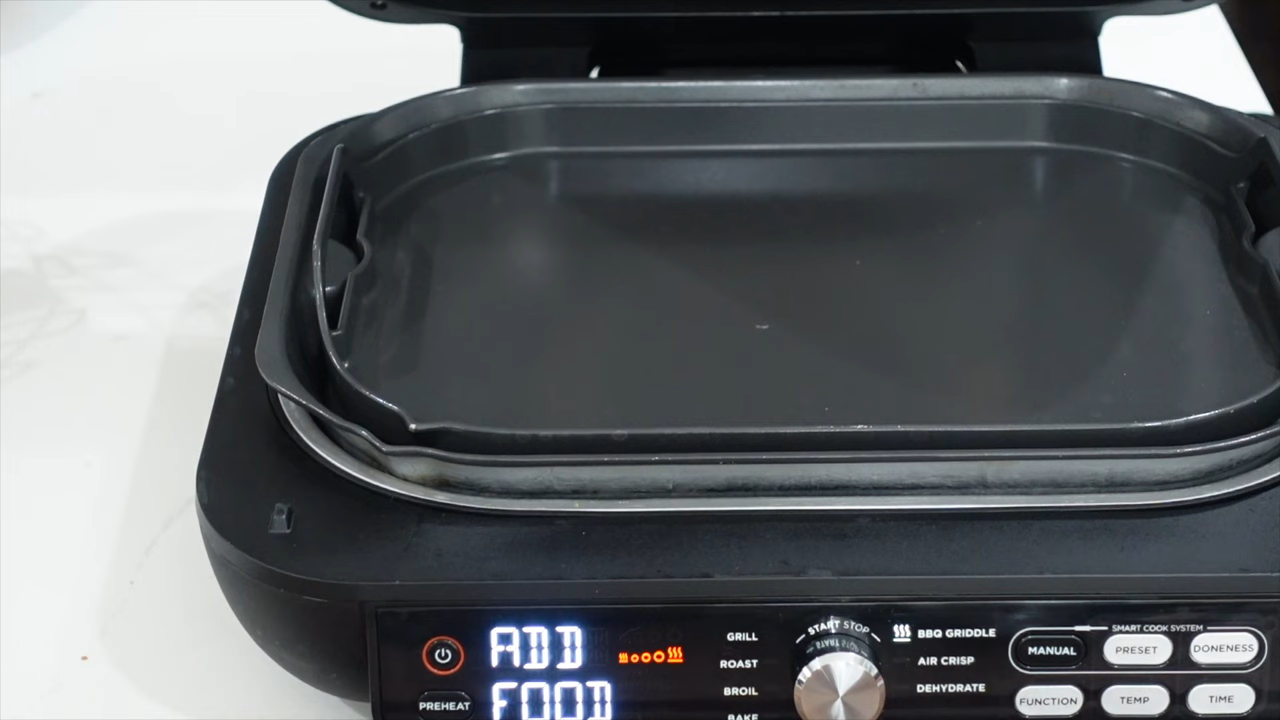 ADD
FOOD
PREHEAT
GRILL
ROAST
BROIL
BAKE
START STOP
BBQ GRIDDLE
AIR CRISP
DEHYDRATE
SMART COOK SYSTEM
MANUAL
PRESET
DONENESS
FUNCTION
TEMP
TIME